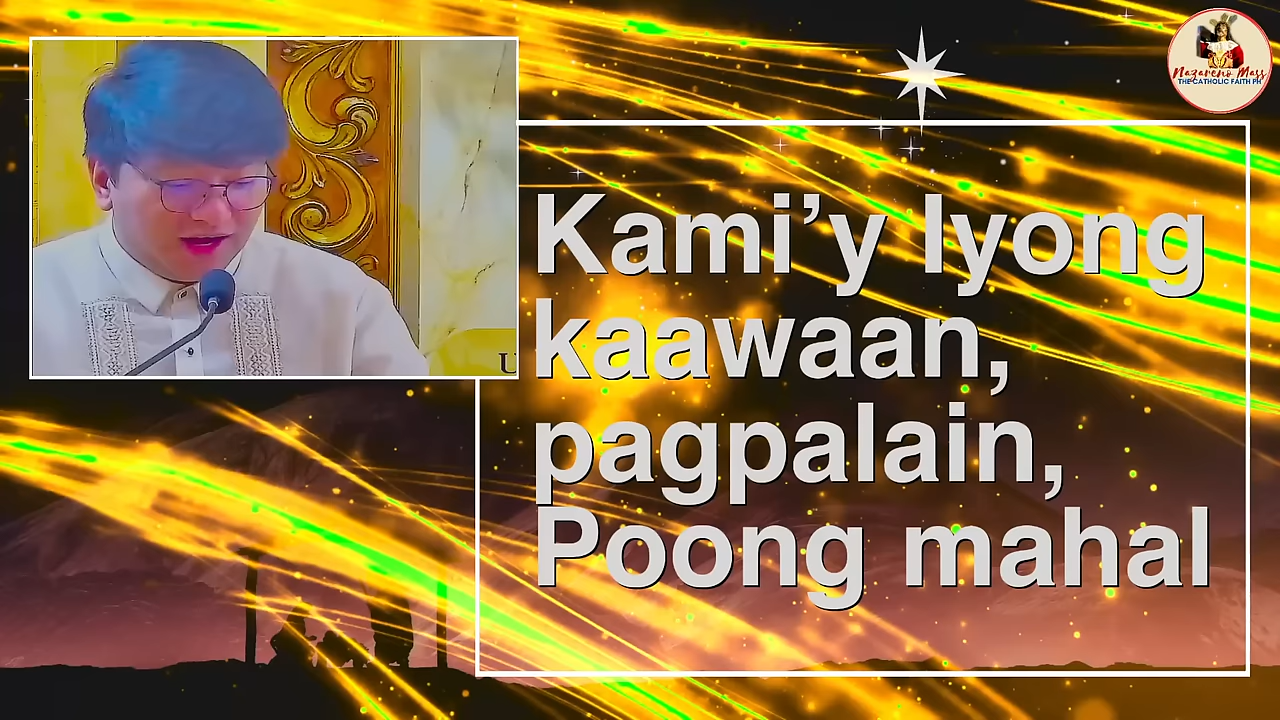 Nazareno Mass
THE CATHOLIC FAITH PH
U
Kami’y Iyong
kaawaan,
pagpalain,
Poong mahal